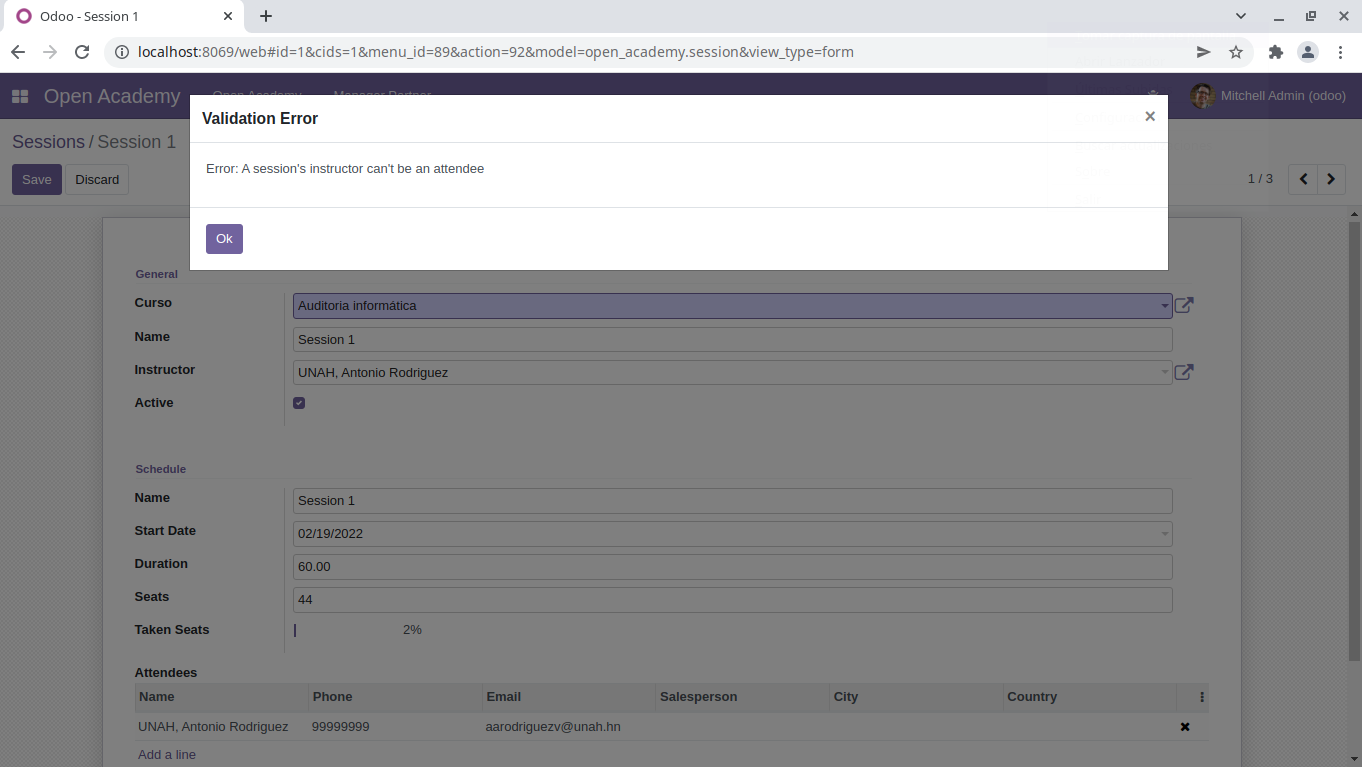 Odoo - Session 1
localhost:8069/web#id=1&cids=1&menu_id=89&action=92&model=open_academy.session&view_type=form
Open Academy Open Academy Manager Partner Mitchell Admin (odoo)
Validation Error ×
Sessions / Session 1
Error: A session's instructor can't be an attendee
Save Discard 1 / 3
Ok
General
Curso Auditoria informática
Name Session 1
Instructor UNAH, Antonio Rodriguez
Active
Schedule
Name Session 1
Start Date 02/19/2022
Duration 60.00
Seats 44
Taken Seats 2%
Attendees
Name Phone Email Salesperson City Country
UNAH, Antonio Rodriguez 99999999 aarodriguezv@unah.hn
Add a line